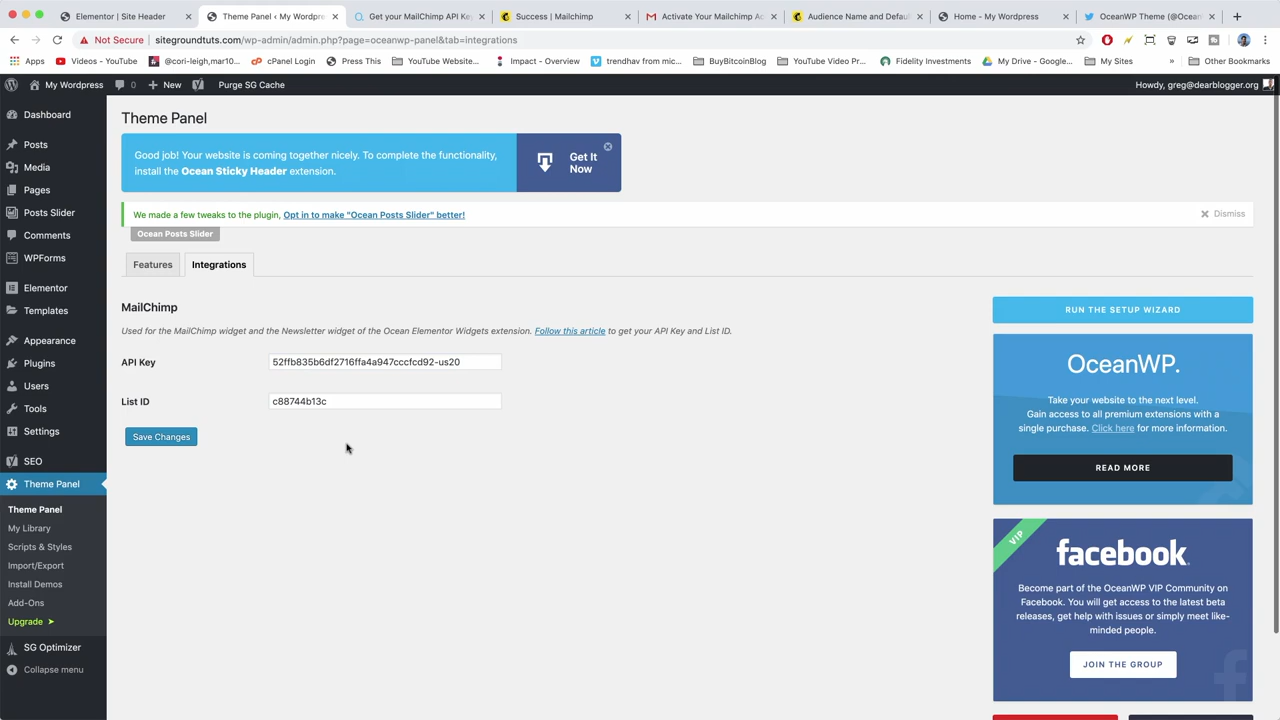 Elementor | Site Header
Theme Panel ‹ My Wordpre
Get your MailChimp API Key
Success | Mailchimp
Activate Your Mailchimp Ac
Audience Name and Default
Home - My Wordpress
OceanWP Theme (@Ocean
Not Secure | sitegroundtuts.com/wp-admin/admin.php?page=oceanwp-panel&tab=integrations
Apps
Videos - YouTube
@cori-leigh,mar10...
cPanel Login
Press This
YouTube Website...
Impact - Overview
trendhav from mic...
BuyBitcoinBlog
YouTube Video Pr...
Fidelity Investments
My Drive - Google...
My Sites
»
Other Bookmarks
My Wordpress
0
New
Purge SG Cache
Howdy, greg@dearblogger.org
Dashboard
Posts
Media
Pages
Posts Slider
Comments
WPForms
Elementor
Templates
Appearance
Plugins
Users
Tools
Settings
SEO
Theme Panel
Theme Panel
My Library
Scripts & Styles
Import/Export
Install Demos
Add-Ons
Upgrade ➤
SG Optimizer
Collapse menu
Theme Panel
Good job! Your website is coming together nicely. To complete the functionality,
install the Ocean Sticky Header extension.
Get It
Now
We made a few tweaks to the plugin, Opt in to make "Ocean Posts Slider" better!
Dismiss
Ocean Posts Slider
Features
Integrations
MailChimp
Used for the MailChimp widget and the Newsletter widget of the Ocean Elementor Widgets extension. Follow this article to get your API Key and List ID.
API Key
52ffb835b6df2716ffa4a947cccfcd92-us20
List ID
c88744b13c
Save Changes
RUN THE SETUP WIZARD
OceanWP.
Take your website to the next level.
Gain access to all premium extensions with a
single purchase. Click here for more information.
READ MORE
VIP
facebook
Become part of the OceanWP VIP Community on
Facebook. You will get access to the latest beta
releases, get help with issues or simply meet like-
minded people.
JOIN THE GROUP